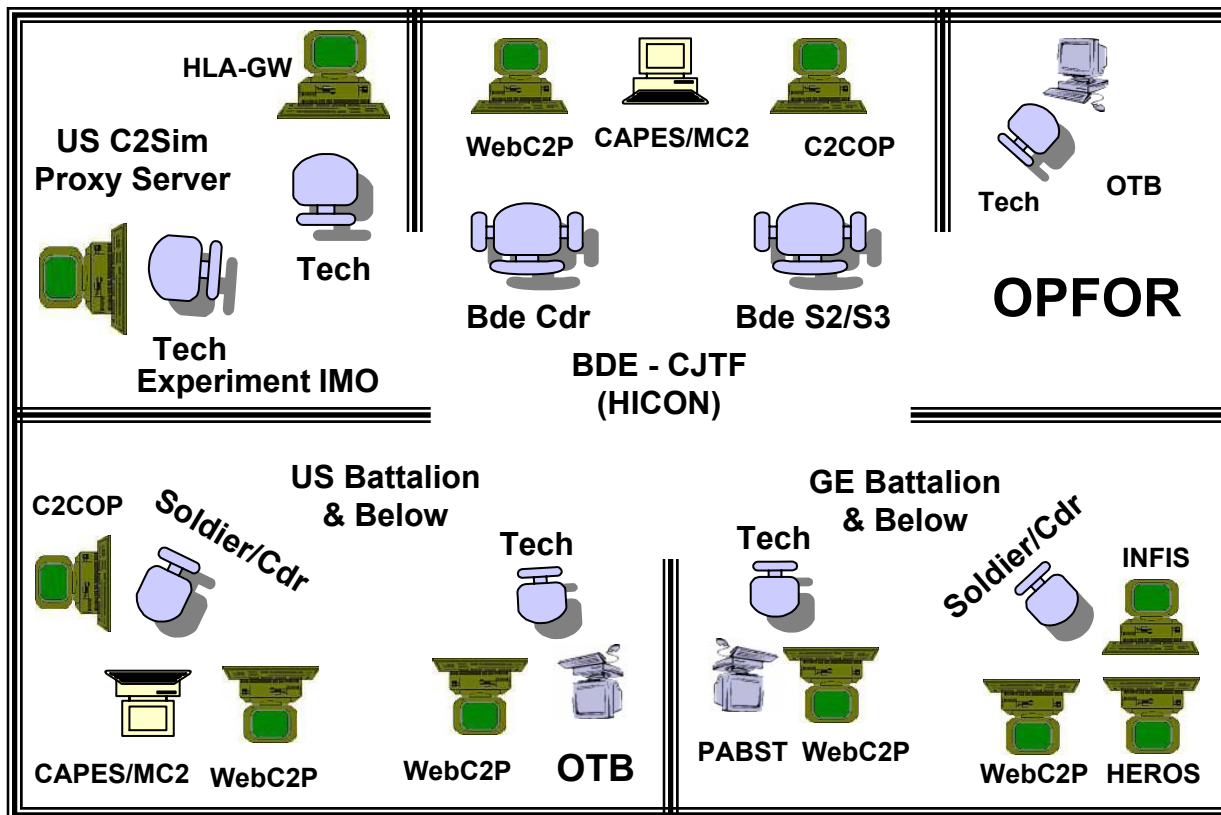 HLA-GW
US C2Sim
Proxy Server
Tech
Tech
Experiment IMO
WebC2P
CAPES/MC2
C2COP
Bde Cdr
Bde S2/S3
BDE - CJTF
(HICON)
Tech
OTB
OPFOR
US Battalion
& Below
C2COP
Soldier/Cdr
Tech
CAPES/MC2
WebC2P
WebC2P
OTB
GE Battalion
& Below
Tech
Soldier/Cdr
INFIS
PABST
WebC2P
WebC2P
HEROS